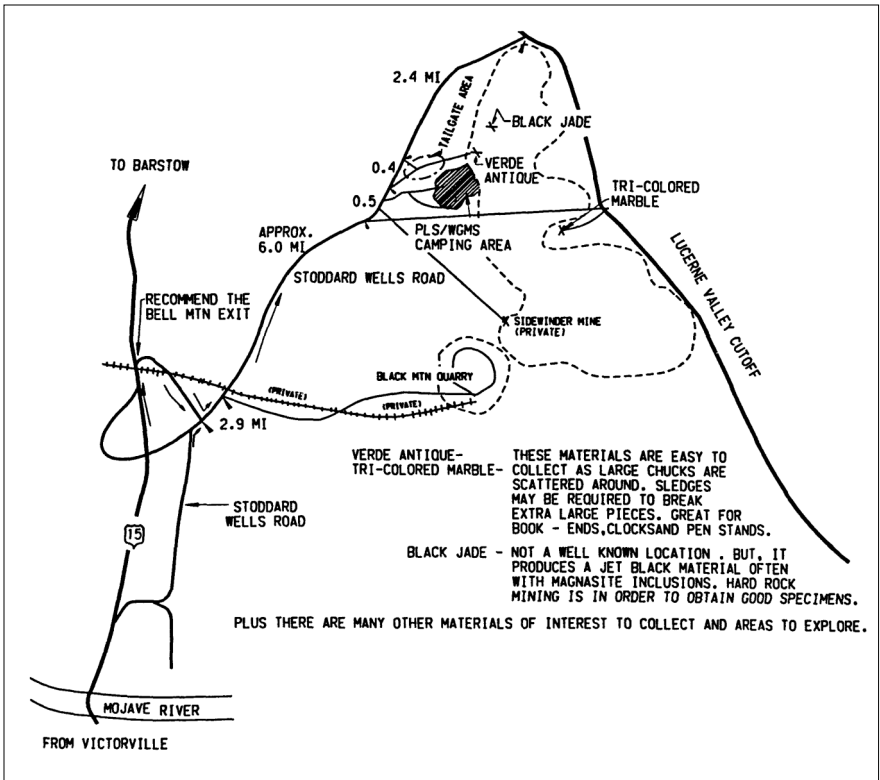 2.4 MI
TAILGATE AREA
BLACK JADE
TO BARSTOW
0.4
VERDE
ANTIQUE
TRI-COLORED
MARBLE
0.5
APPROX.
6.0 MI
PLS/WGMS
CAMPING AREA
STODDARD WELLS ROAD
LUCERNE VALLEY CUTOFF
RECOMMEND THE
BELL MTN EXIT
SIDEWINDER MINE
(PRIVATE)
BLACK MTN QUARRY
(PRIVATE)
(PRIVATE)
2.9 MI
VERDE ANTIQUE-
TRI-COLORED MARBLE-
THESE MATERIALS ARE EASY TO
COLLECT AS LARGE CHUCKS ARE
SCATTERED AROUND. SLEDGES
MAY BE REQUIRED TO BREAK
EXTRA LARGE PIECES. GREAT FOR
BOOK - ENDS,CLOCKSAND PEN STANDS.
STODDARD
WELLS ROAD
15
BLACK JADE - NOT A WELL KNOWN LOCATION . BUT, IT
PRODUCES A JET BLACK MATERIAL OFTEN
WITH MAGNASITE INCLUSIONS. HARD ROCK
MINING IS IN ORDER TO OBTAIN GOOD SPECIMENS.
PLUS THERE ARE MANY OTHER MATERIALS OF INTEREST TO COLLECT AND AREAS TO EXPLORE.
MOJAVE RIVER
FROM VICTORVILLE